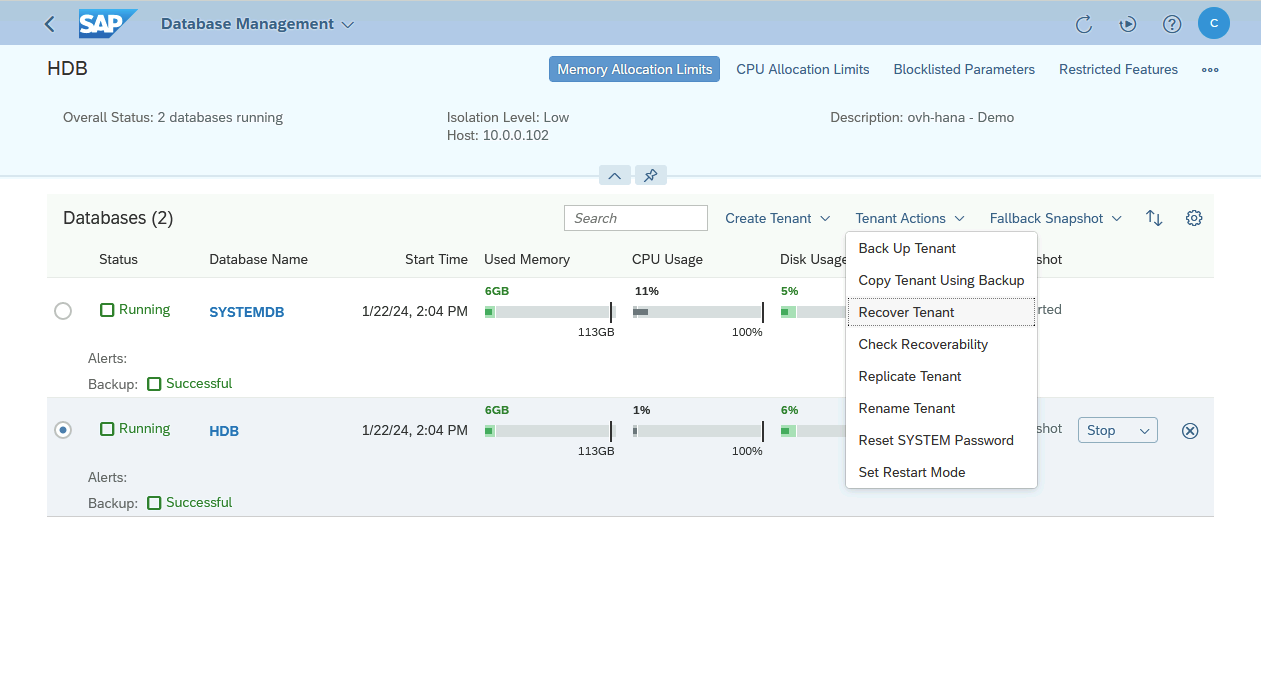 SAP Database Management
C
HDB
Memory Allocation Limits CPU Allocation Limits Blocklisted Parameters Restricted Features
Overall Status: 2 databases running
Isolation Level: Low
Host: 10.0.0.102
Description: ovh-hana - Demo
Databases (2)
Search
Create Tenant
Tenant Actions
Fallback Snapshot
Status Database Name Start Time Used Memory CPU Usage Disk Usage shot
Running SYSTEMDB 1/22/24, 2:04 PM 6GB 113GB 11% 100% 5% rted
Alerts:
Backup: Successful
Running HDB 1/22/24, 2:04 PM 6GB 113GB 1% 100% 6% shot Stop
Alerts:
Backup: Successful
Back Up Tenant
Copy Tenant Using Backup
Recover Tenant
Check Recoverability
Replicate Tenant
Rename Tenant
Reset SYSTEM Password
Set Restart Mode